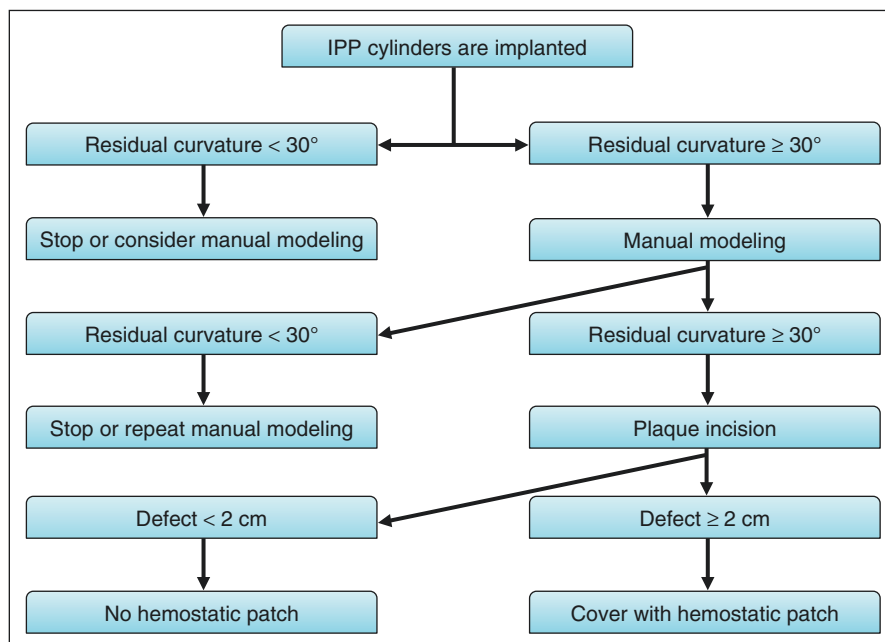 IPP cylinders are implanted
Residual curvature < 30°
Residual curvature ≥ 30°
Stop or consider manual modeling
Manual modeling
Residual curvature < 30°
Residual curvature ≥ 30°
Stop or repeat manual modeling
Plaque incision
Defect < 2 cm
Defect ≥ 2 cm
No hemostatic patch
Cover with hemostatic patch